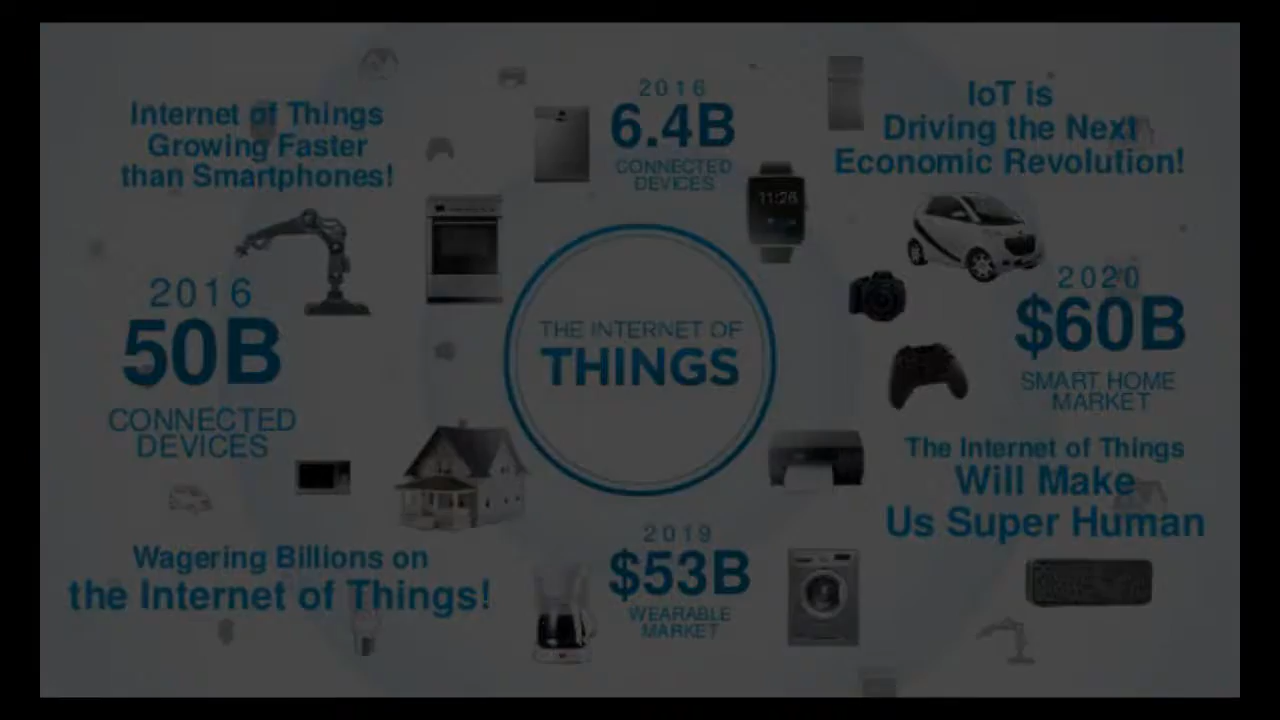 Internet of Things
Growing Faster
than Smartphones!
2016
6.4B
CONNECTED
DEVICES
IoT is
Driving the Next
Economic Revolution!
11:26
2016
50B
CONNECTED
DEVICES
THE INTERNET OF
THINGS
2020
$60B
SMART HOME
MARKET
The Internet of Things
Will Make
Us Super Human
Wagering Billions on
the Internet of Things!
2019
$53B
WEARABLE
MARKET